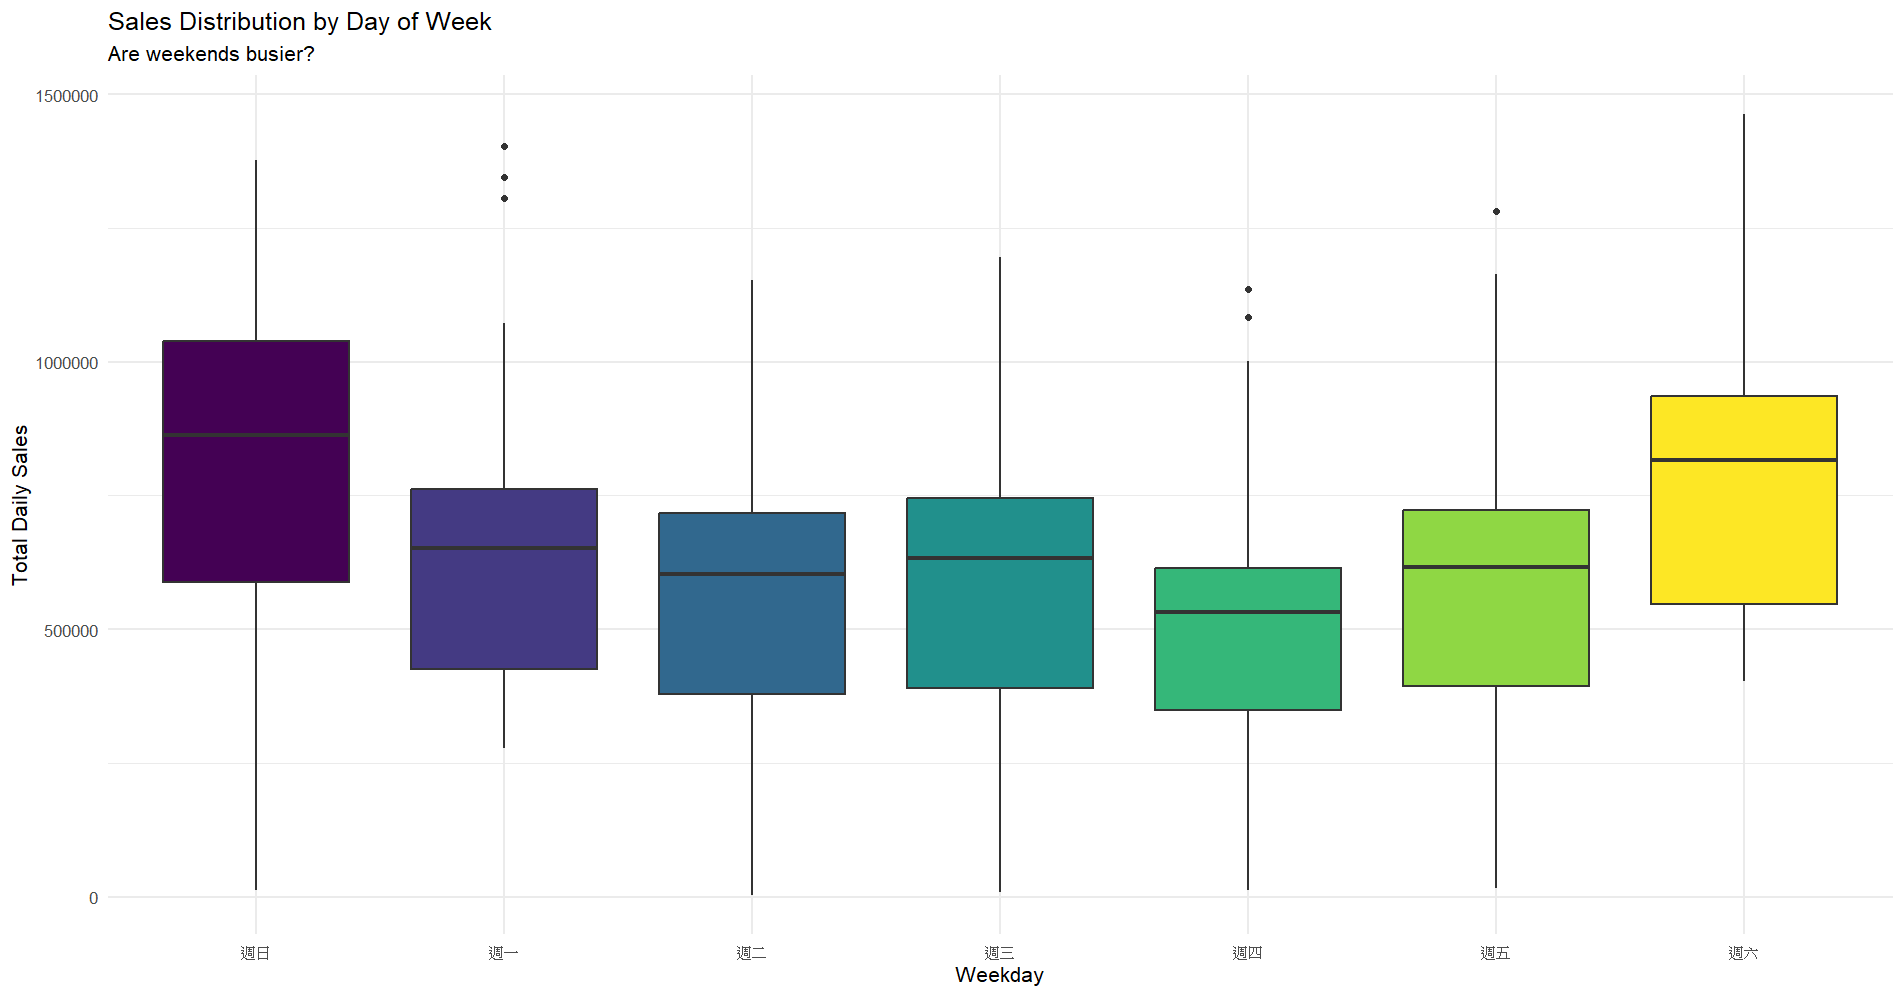 Sales Distribution by Day of Week
Are weekends busier?
Total Daily Sales
1500000
1000000
500000
0
週日 週一 週二 週三 週四 週五 週六
Weekday